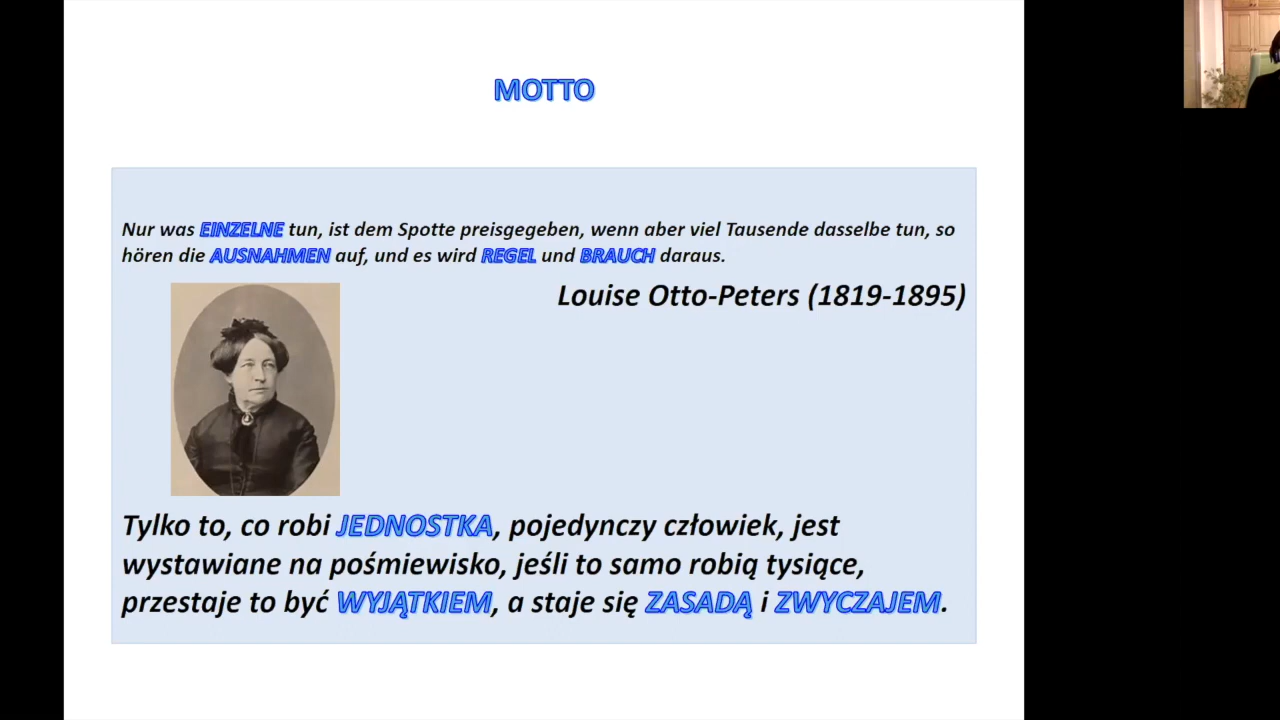 MOTTO
Nur was EINZELNE tun, ist dem Spotte preisgegeben, wenn aber viel Tausende dasselbe tun, so
hören die AUSNAHMEN auf, und es wird REGEL und BRAUCH daraus.
Louise Otto-Peters (1819-1895)
Tylko to, co robi JEDNOSTKA, pojedynczy człowiek, jest
wystawiane na pośmiewisko, jeśli to samo robią tysiące,
przestaje to być WYJĄTKIEM, a staje się ZASADĄ i ZWYCZAJEM.